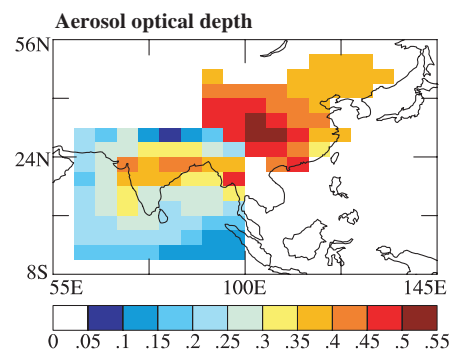 Aerosol optical depth
56N
24N
8S
55E 100E 145E
0 .05 .1 .15 .2 .25 .3 .35 .4 .45 .5 .55